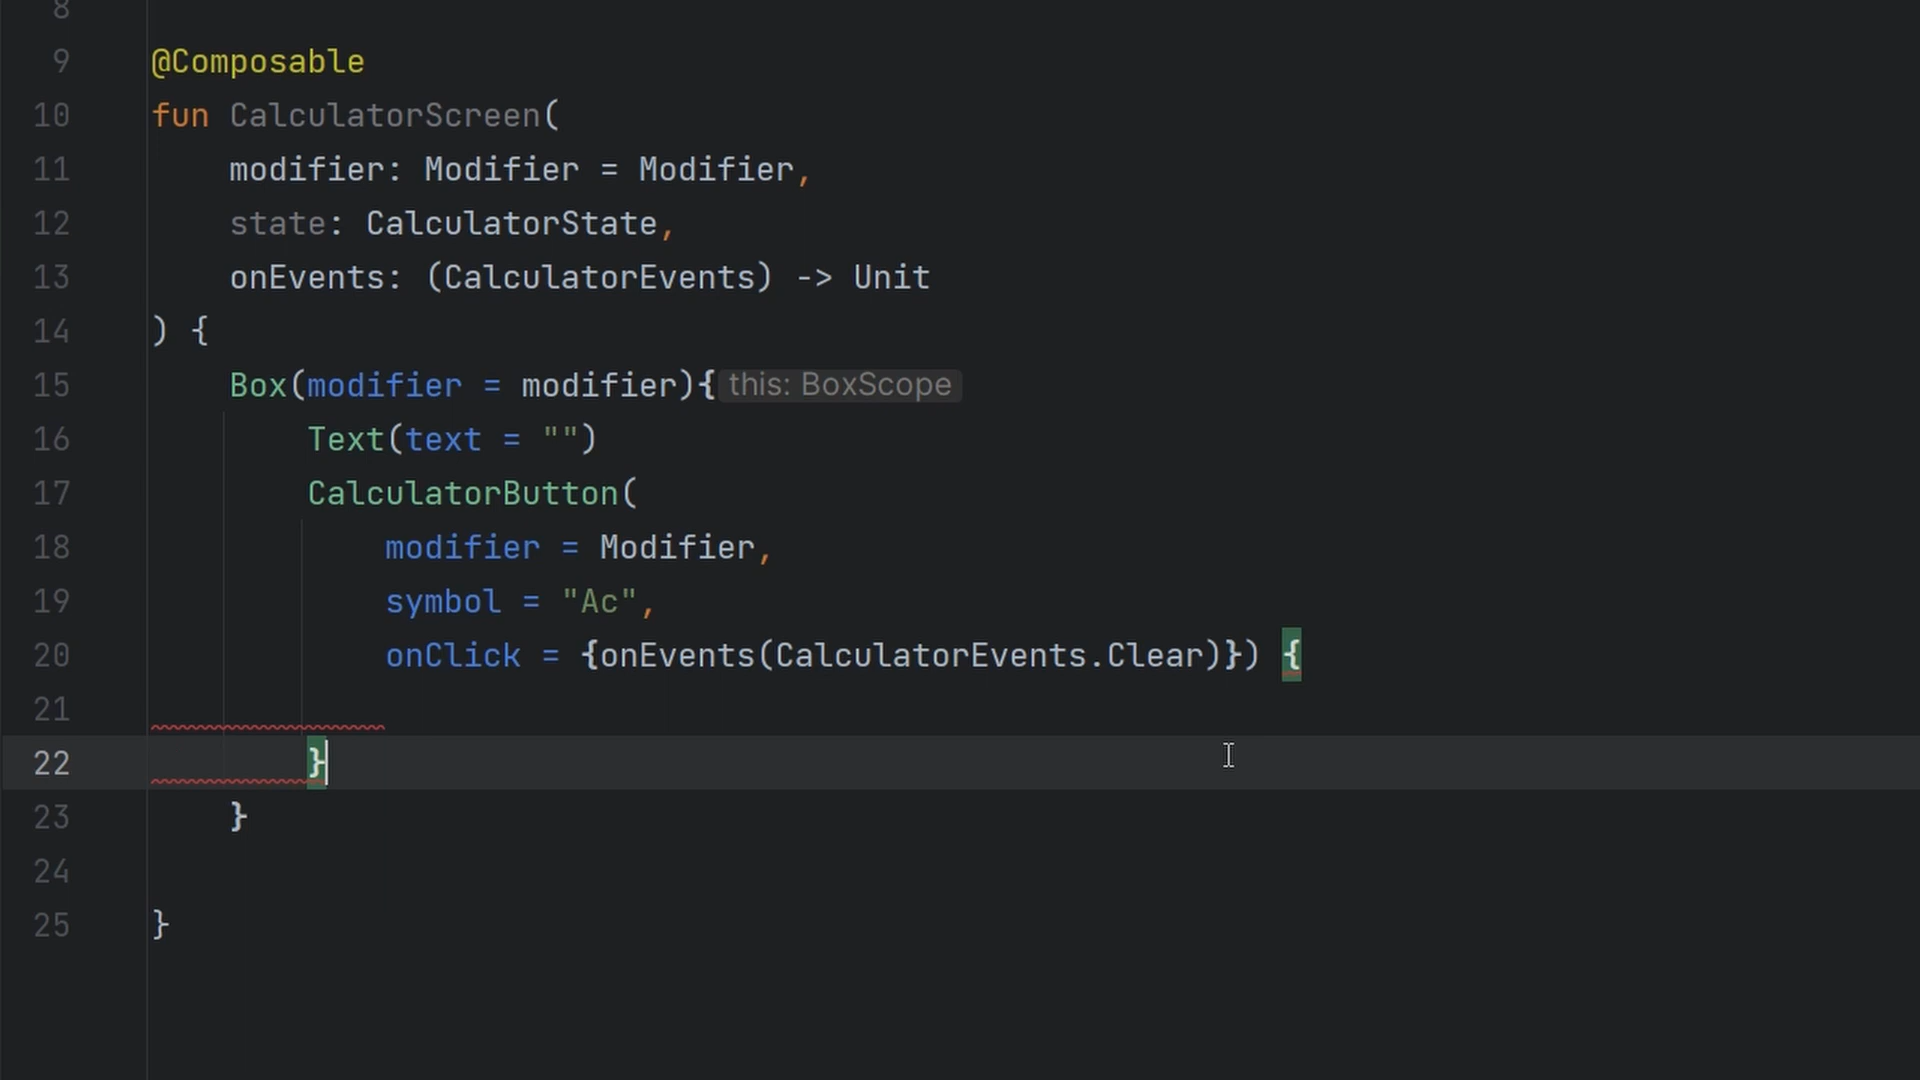 8
9 @Composable
10 fun CalculatorScreen(
11 modifier: Modifier = Modifier,
12 state: CalculatorState,
13 onEvents: (CalculatorEvents) -> Unit
14 ) {
15 Box(modifier = modifier){ this: BoxScope
16 Text(text = "")
17 CalculatorButton(
18 modifier = Modifier,
19 symbol = "Ac",
20 onClick = {onEvents(CalculatorEvents.Clear)}) {
21
22 }
23 }
24
25 }